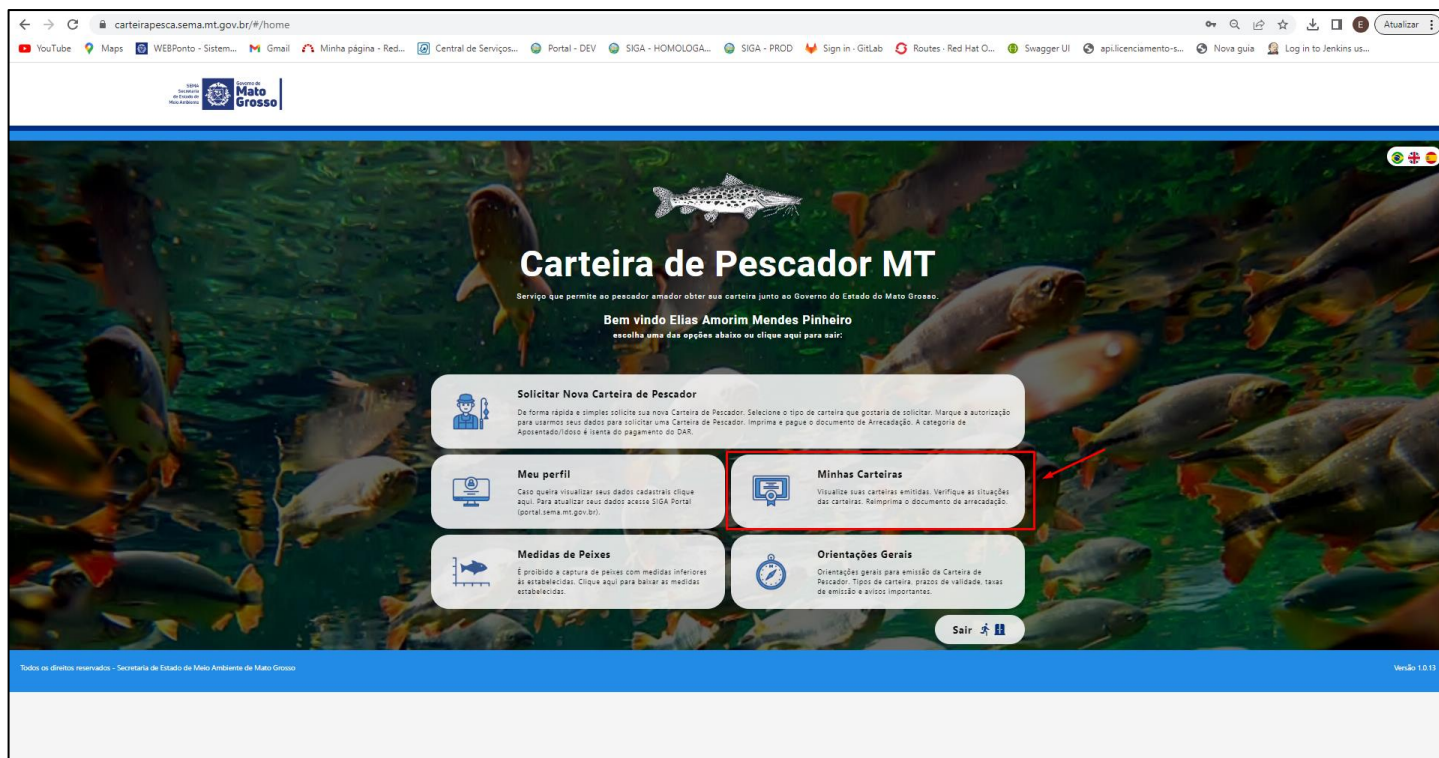 carteirapesca.sema.mt.gov.br/#/home
E
Atualizar
YouTube Maps WEBPonto - Sistem... Gmail Minha página - Red... Central de Serviços... Portal - DEV SIGA - HOMOLOGA... SIGA - PROD Sign in · GitLab Routes · Red Hat O... Swagger UI api.licenciamento-s... Nova guia Log in to Jenkins us...
SEMA
Secretaria
de Estado de
Meio Ambiente
Governo de
Mato
Grosso
Carteira de Pescador MT
Serviço que permite ao pescador amador obter sua carteira junto ao Governo do Estado do Mato Grosso.
Bem vindo Elias Amorim Mendes Pinheiro
escolha uma das opções abaixo ou clique aqui para sair:
Solicitar Nova Carteira de Pescador
De forma rápida e simples solicite sua nova Carteira de Pescador. Selecione o tipo de carteira que gostaria de solicitar. Marque a autorização
para usarmos seus dados para solicitar uma Carteira de Pescador. Imprima e pague o documento de Arrecadação. A categoria de
Aposentado/Idoso é isenta do pagamento do DAR.
Meu perfil
Caso queira visualizar seus dados cadastrais clique
aqui. Para atualizar seus dados acesse SIGA Portal
(portal.sema.mt.gov.br).
Minhas Carteiras
Visualize suas carteiras emitidas. Verifique as situações
das carteiras. Reimprima o documento de arrecadação.
Medidas de Peixes
É proibido a captura de peixes com medidas inferiores
às estabelecidas. Clique aqui para baixar as medidas
estabelecidas.
Orientações Gerais
Orientações gerais para emissão da Carteira de
Pescador. Tipos de carteira, prazos de validade, taxas
de emissão e avisos importantes.
Sair
Todos os direitos reservados - Secretaria de Estado de Meio Ambiente de Mato Grosso
Versão 1.0.13